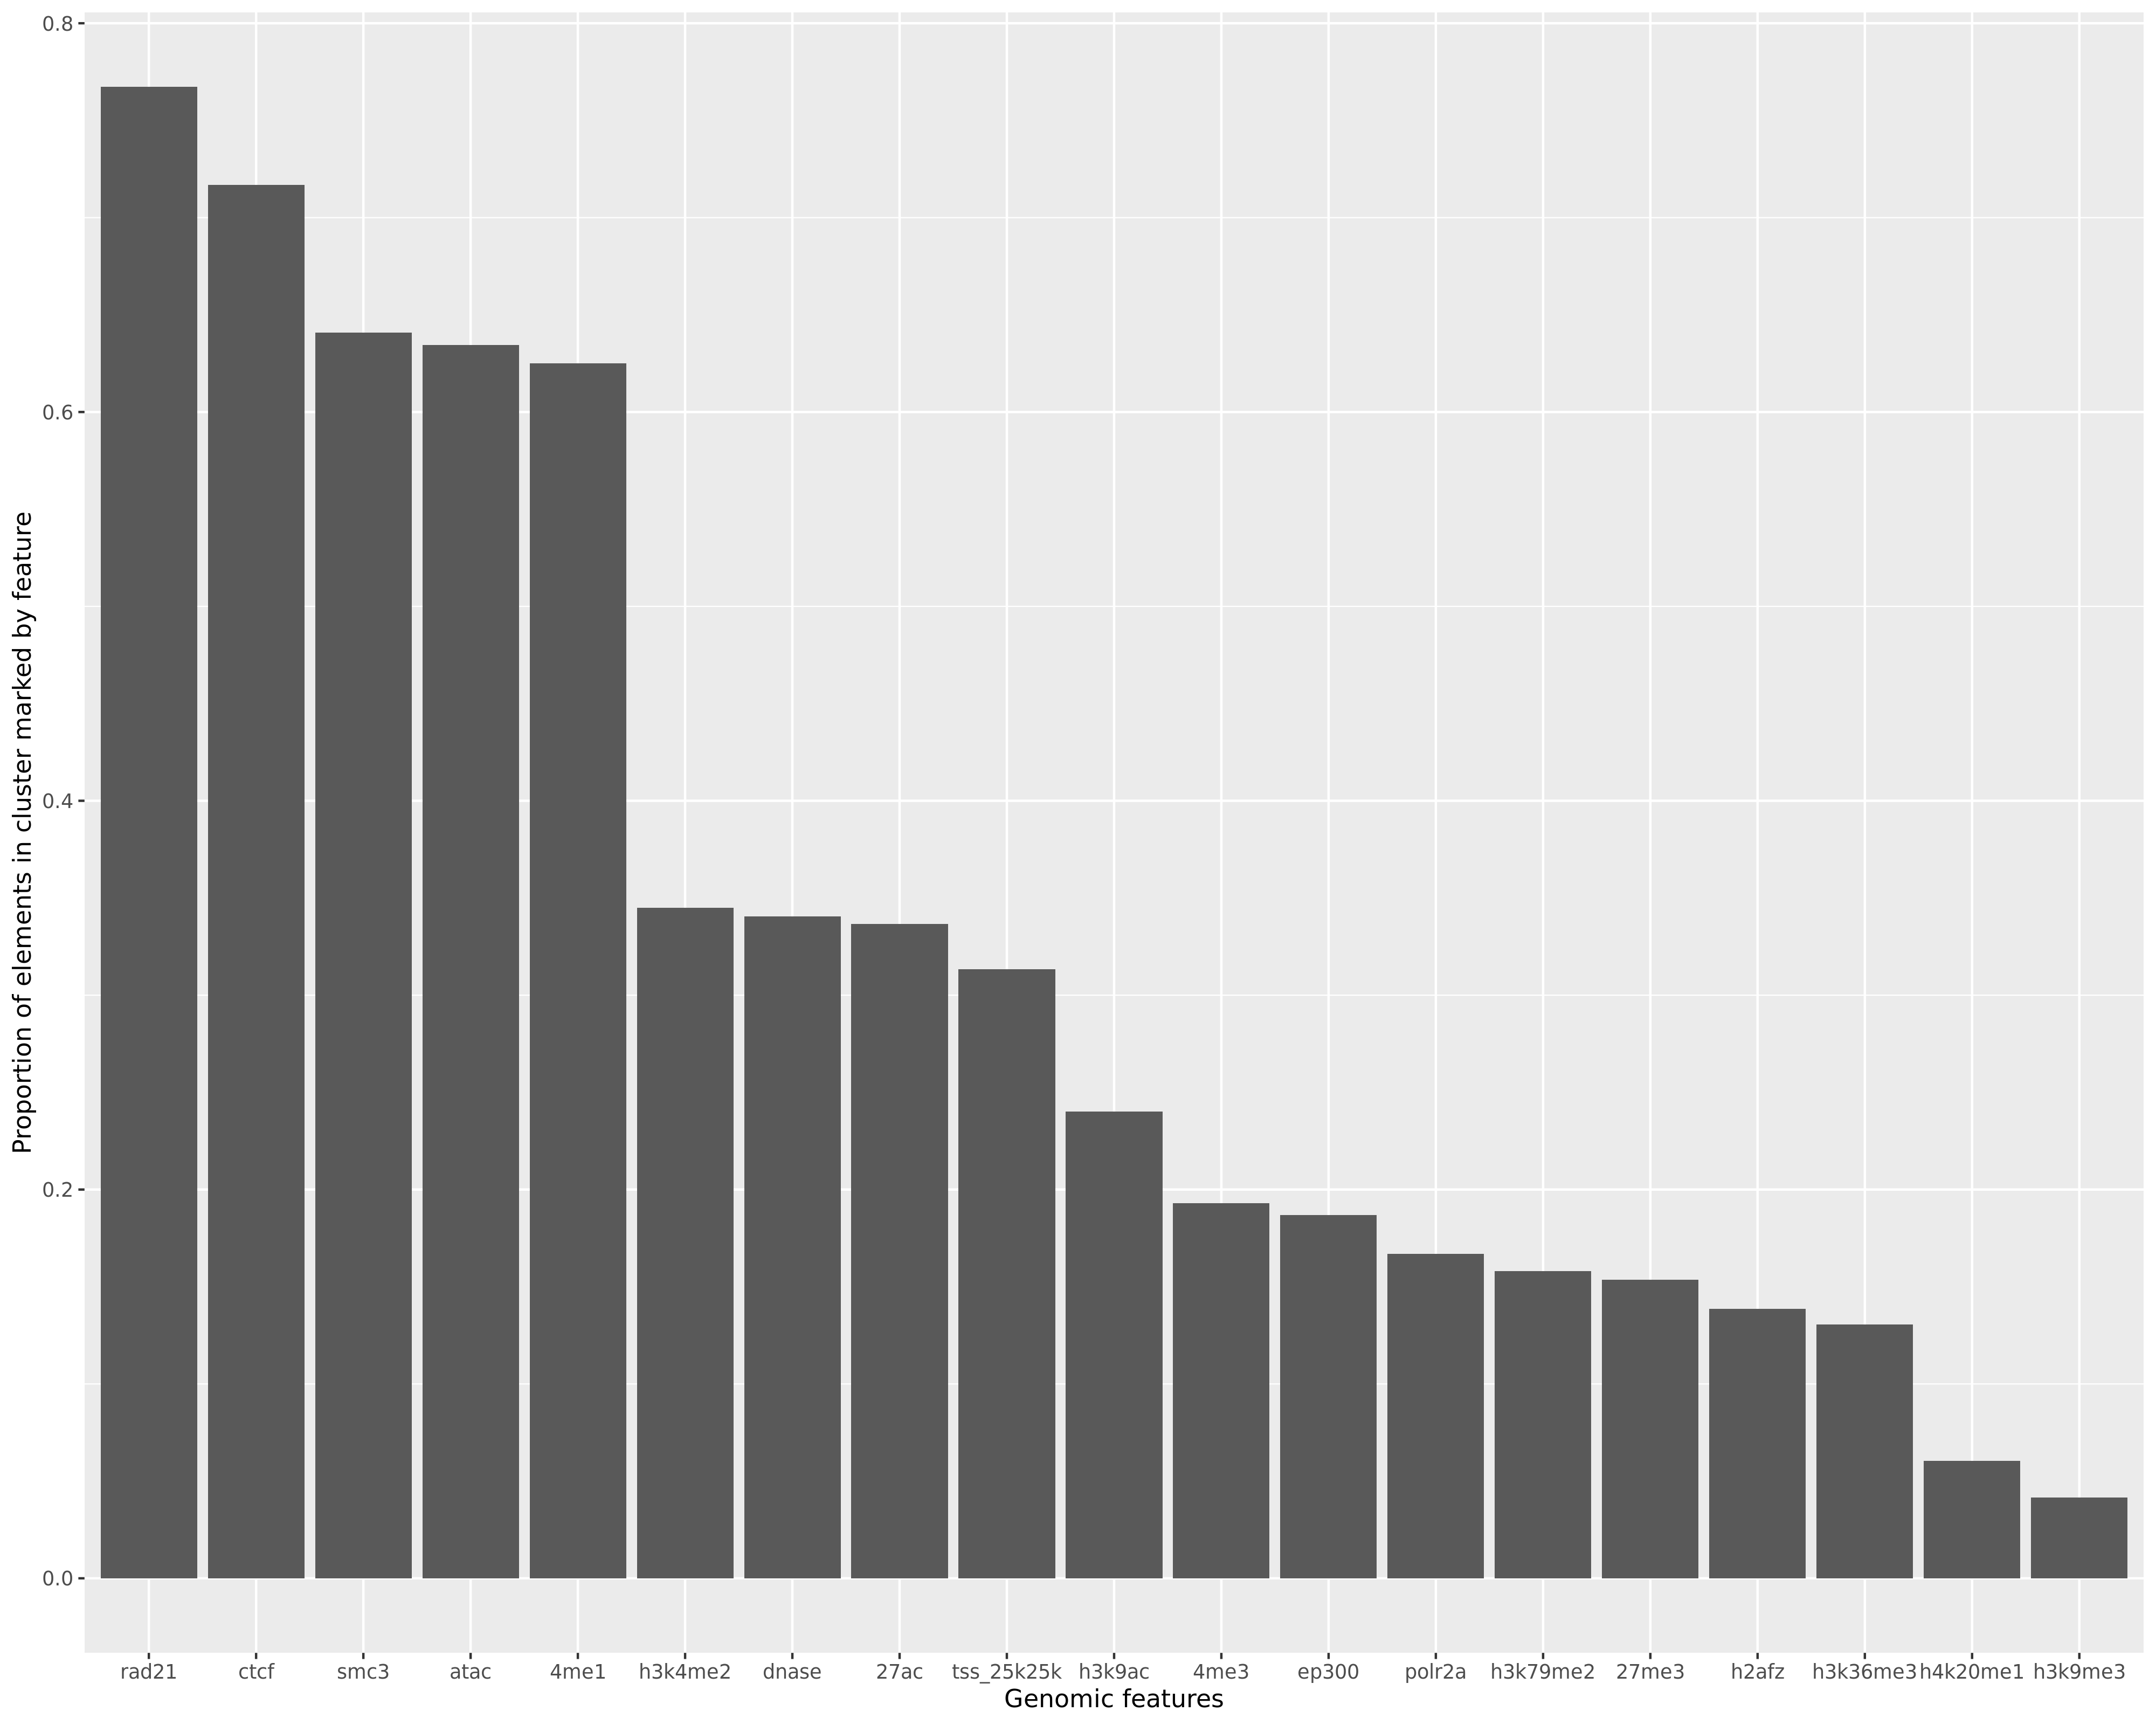 Proportion of elements in cluster marked by feature
0.8
0.6
0.4
0.2
0.0
rad21 ctcf smc3 atac 4me1 h3k4me2 dnase 27ac tss_25k25k h3k9ac 4me3 ep300 polr2a h3k79me2 27me3 h2afz h3k36me3 h4k20me1 h3k9me3
Genomic features